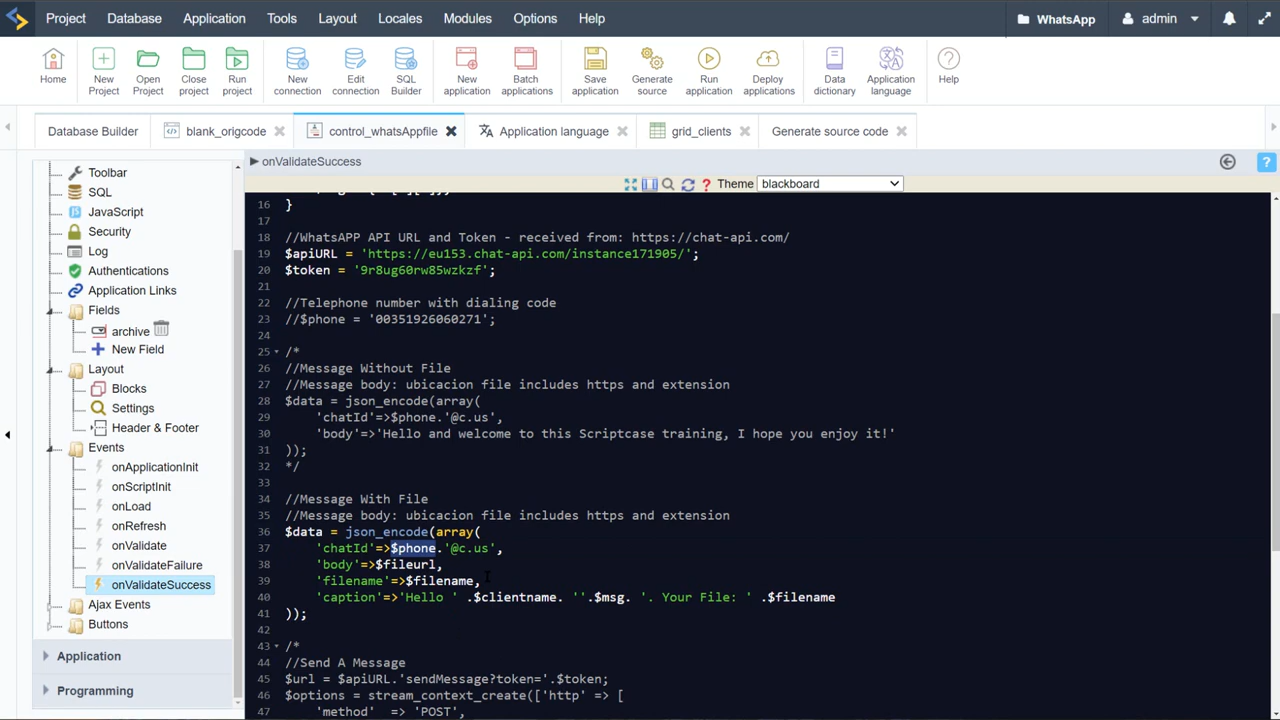 Project Database Application Tools Layout Locales Modules Options Help WhatsApp admin
Home New Project Open Project Close project Run project New connection Edit connection SQL Builder New application Batch applications Save application Generate source Run application Deploy applications Data dictionary Application language Help
Database Builder blank_origcode control_whatsAppfile Application language grid_clients Generate source code
Toolbar
SQL
JavaScript
Security
Log
Authentications
Application Links
Fields
archive
New Field
Layout
Blocks
Settings
Header & Footer
Events
onApplicationInit
onScriptInit
onLoad
onRefresh
onValidate
onValidateFailure
onValidateSuccess
Ajax Events
Buttons
Application
Programming
onValidateSuccess
Theme blackboard
16 }
17
18 //WhatsAPP API URL and Token - received from: https://chat-api.com/
19 $apiURL = 'https://eu153.chat-api.com/instance171905/';
20 $token = '9r8ug60rw85wzkzf';
21
22 //Telephone number with dialing code
23 //$phone = '00351926060271';
24
25 /*
26 //Message Without File
27 //Message body: ubicacion file includes https and extension
28 $data = json_encode(array(
29 'chatId'=>$phone.'@c.us',
30 'body'=>'Hello and welcome to this Scriptcase training, I hope you enjoy it!'
31 ));
32 */
33
34 //Message With File
35 //Message body: ubicacion file includes https and extension
36 $data = json_encode(array(
37 'chatId'=>$phone.'@c.us',
38 'body'=>$fileurl,
39 'filename'=>$filename,
40 'caption'=>'Hello ' .$clientname. ''.$msg. '. Your File: ' .$filename
41 ));
42
43 /*
44 //Send A Message
45 $url = $apiURL.'sendMessage?token='.$token;
46 $options = stream_context_create(['http' => [
47 'method' => 'POST',